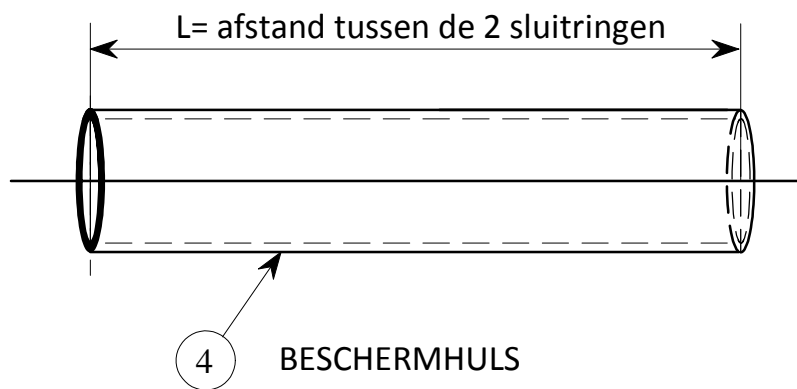 L= afstand tussen de 2 sluitringen
4 BESCHERMHULS